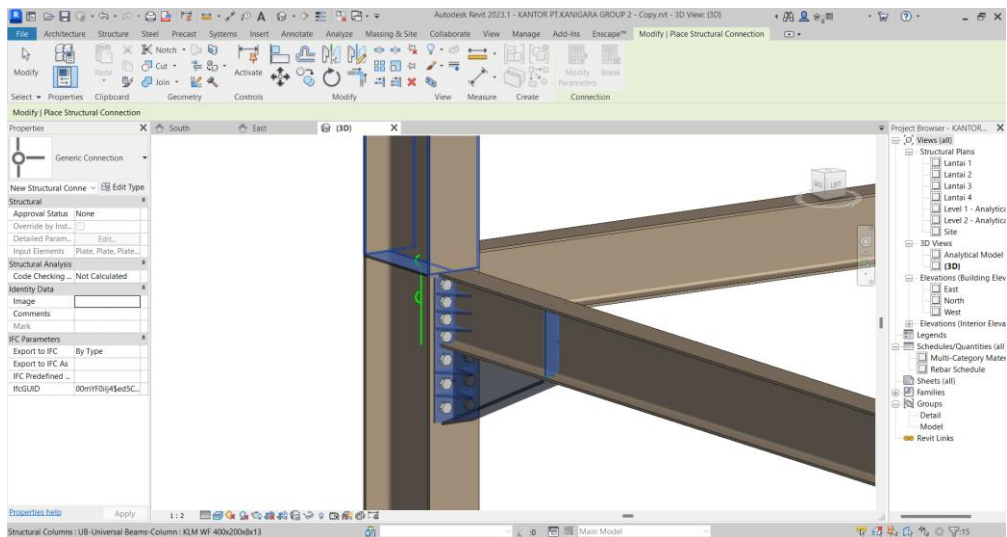 Autodesk Revit 2023.1 - KANTOR PT.KANIGARA GROUP 2 - Copy.rvt - 3D View: {3D}
File Architecture Structure Steel Precast Systems Insert Annotate Analyze Massing & Site Collaborate View Manage Add-Ins Enscape™ Modify | Place Structural Connection
Modify
Paste
Notch
Cut
Join
Activate
Modify Parameters
Break
Select Properties Clipboard Geometry Controls Modify View Measure Create Connection
Modify | Place Structural Connection
Properties
South
East
{3D}
Project Browser - KANTOR...
Generic Connection
New Structural Conne
Edit Type
Structural
Approval Status None
Override by Inst...
Detailed Param... Edit...
Input Elements Plate, Plate, Plate...
Structural Analysis
Code Checking ... Not Calculated
Identity Data
Image
Comments
Mark
IFC Parameters
Export to IFC By Type
Export to IFC As
IFC Predefined ...
Properties help
Apply
LEFT
Views (all)
Structural Plans
Lantai 1
Lantai 2
Lantai 3
Lantai 4
Level 1 - Analytica
Level 2 - Analytica
Site
3D Views
Analytical Model
{3D}
Elevations (Building Elev
East
North
West
Elevations (Interior Eleva
Legends
Schedules/Quantities (all
Multi-Category Mater
Rebar Schedule
Sheets (all)
Families
Groups
Detail
Model
Revit Links
1 : 2
Structural Columns : UB-Universal Beams-Column : KLM WF 400x200x8x13
:0
Main Model
:15